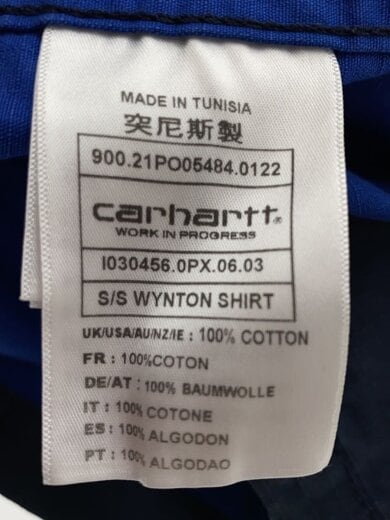 MADE IN TUNISIA
突尼斯製
900.21PO05484.0122
carhartt®
WORK IN PROGRESS
I030456.0PX.06.03
S/S WYNTON SHIRT
UK/USA/AU/NZ/IE : 100% COTTON
FR : 100%COTON
DE/AT : 100% BAUMWOLLE
IT : 100% COTONE
ES : 100% ALGODON
PT : 100% ALGODAO